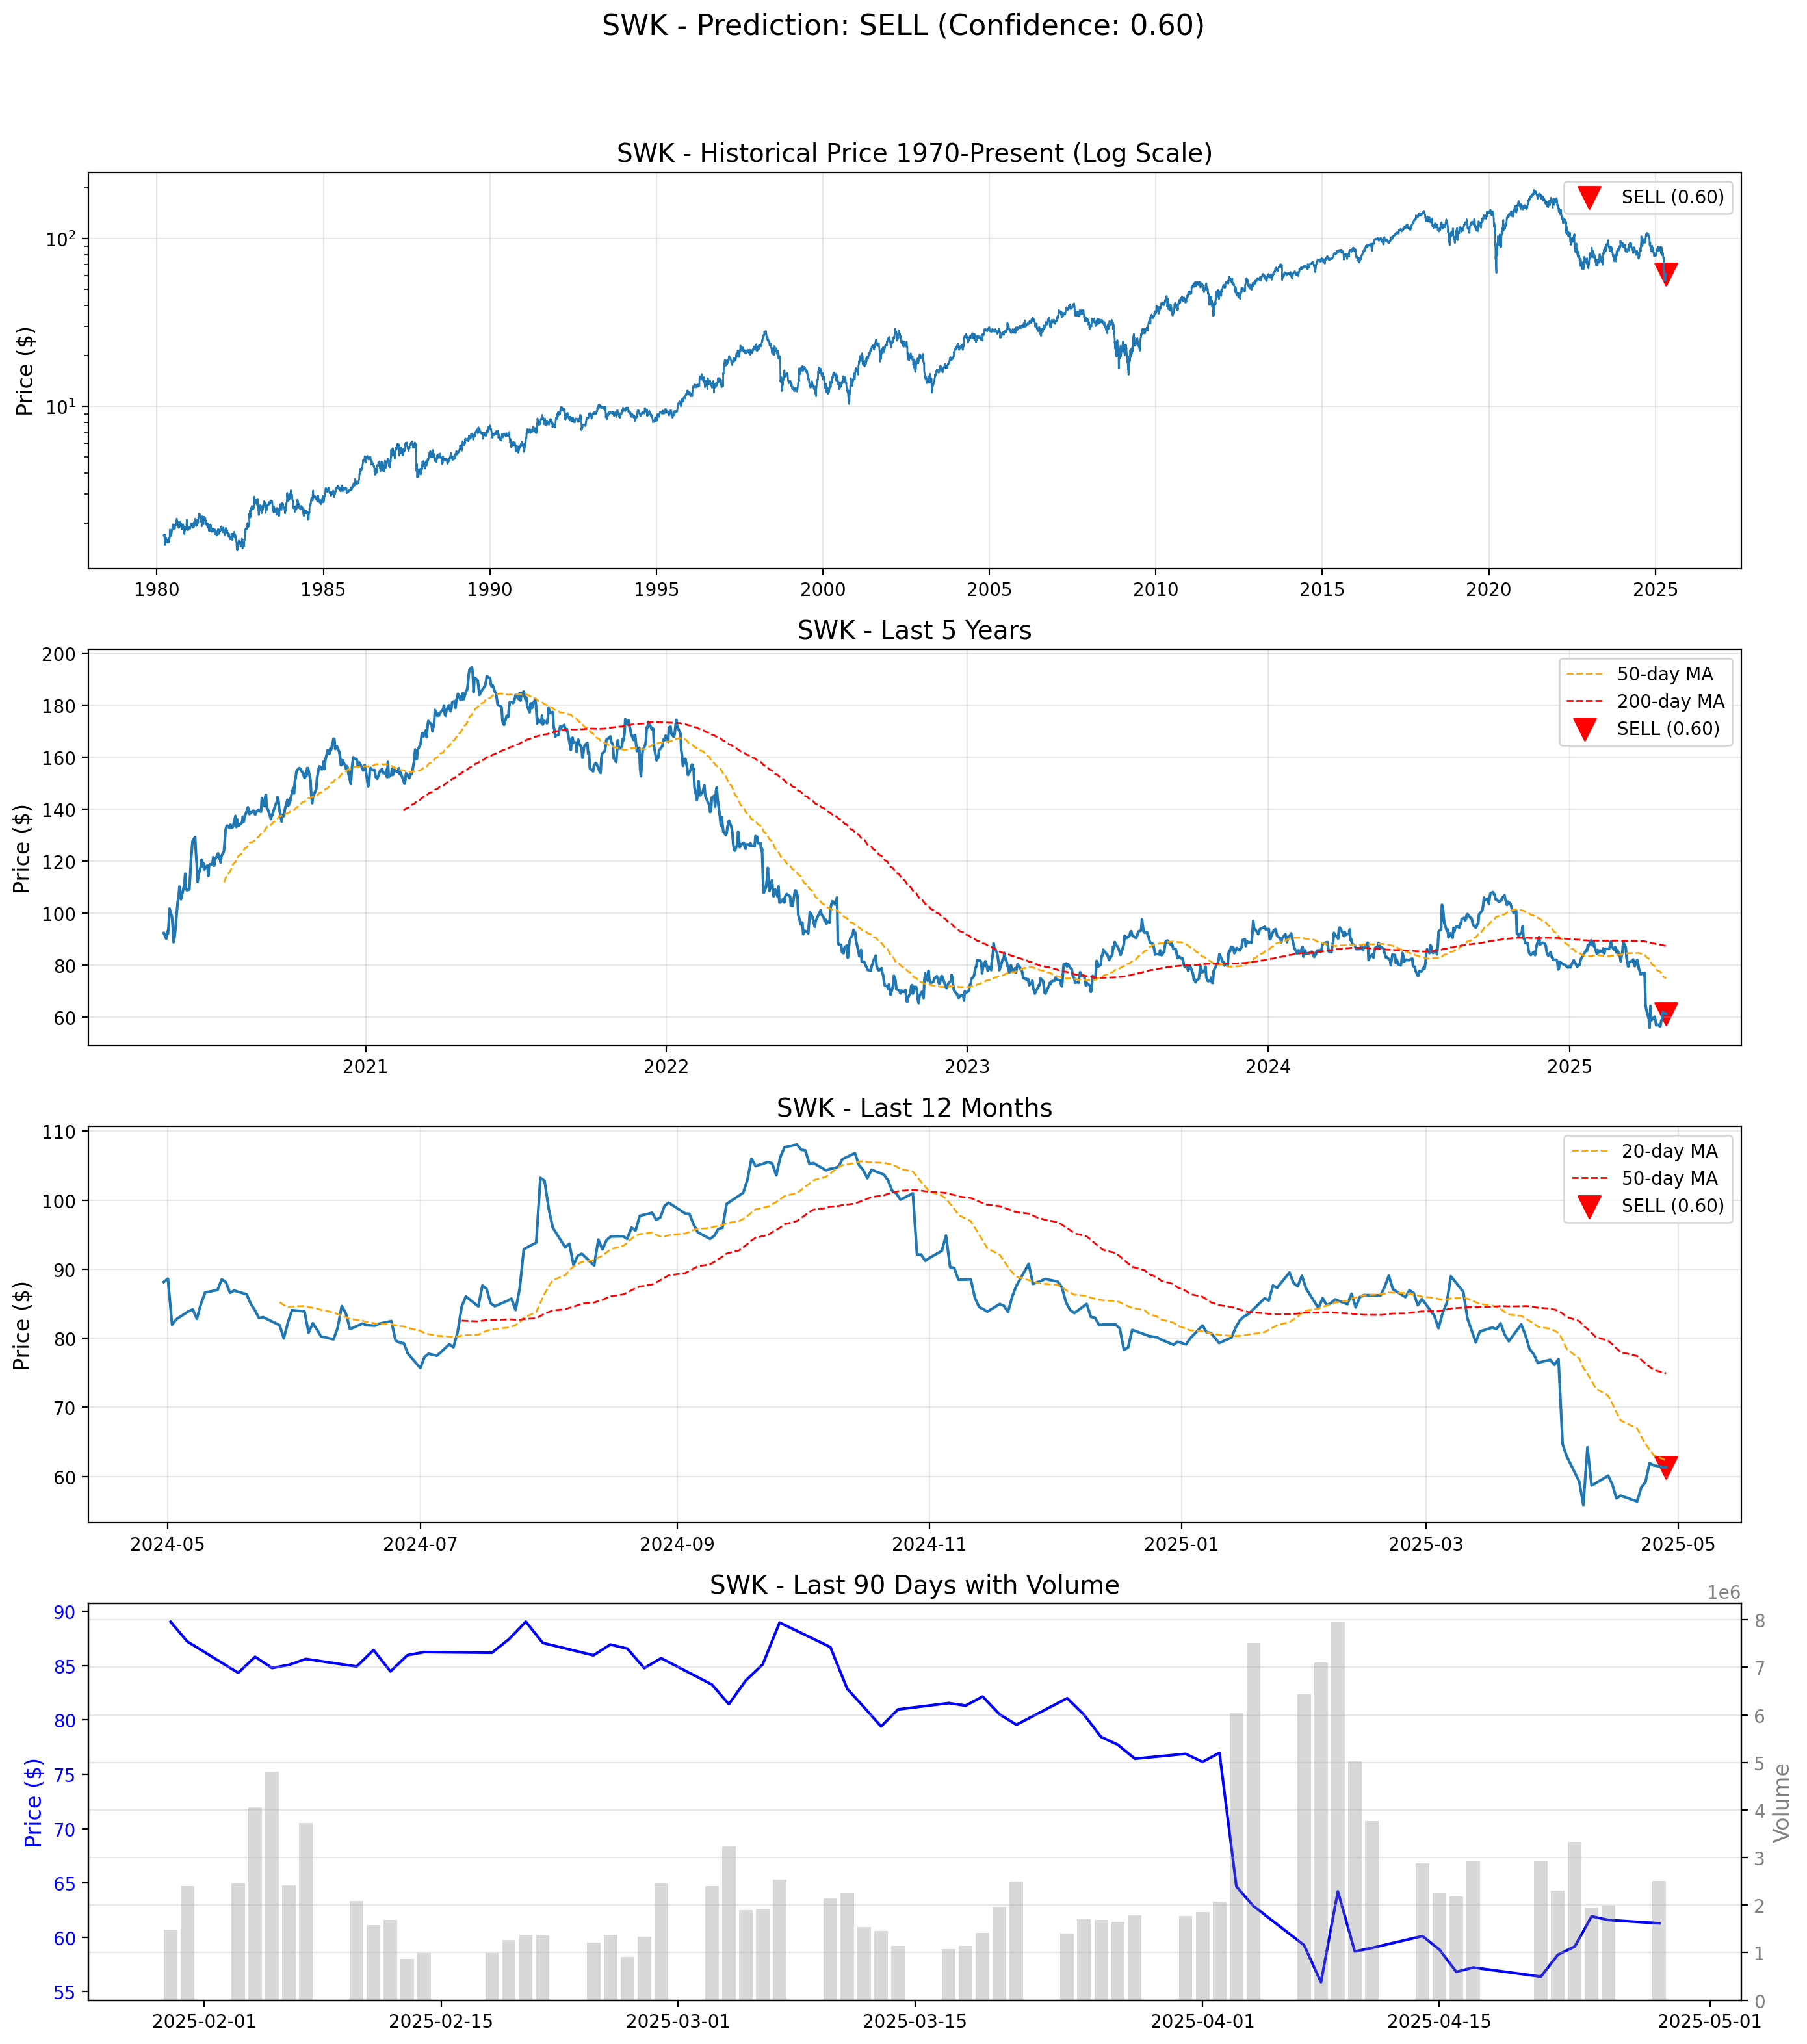 SWK - Prediction: SELL (Confidence: 0.60)
SWK - Historical Price 1970-Present (Log Scale)
Price ($)
10²
10¹
SELL (0.60)
1980 1985 1990 1995 2000 2005 2010 2015 2020 2025
SWK - Last 5 Years
Price ($)
200
180
160
140
120
100
80
60
50-day MA
200-day MA
SELL (0.60)
2021 2022 2023 2024 2025
SWK - Last 12 Months
Price ($)
110
100
90
80
70
60
20-day MA
50-day MA
SELL (0.60)
2024-05 2024-07 2024-09 2024-11 2025-01 2025-03 2025-05
SWK - Last 90 Days with Volume
1e6
Price ($)
90
85
80
75
70
65
60
55
8
7
6
5
4
3
2
1
0
Volume
2025-02-01 2025-02-15 2025-03-01 2025-03-15 2025-04-01 2025-04-15 2025-05-01